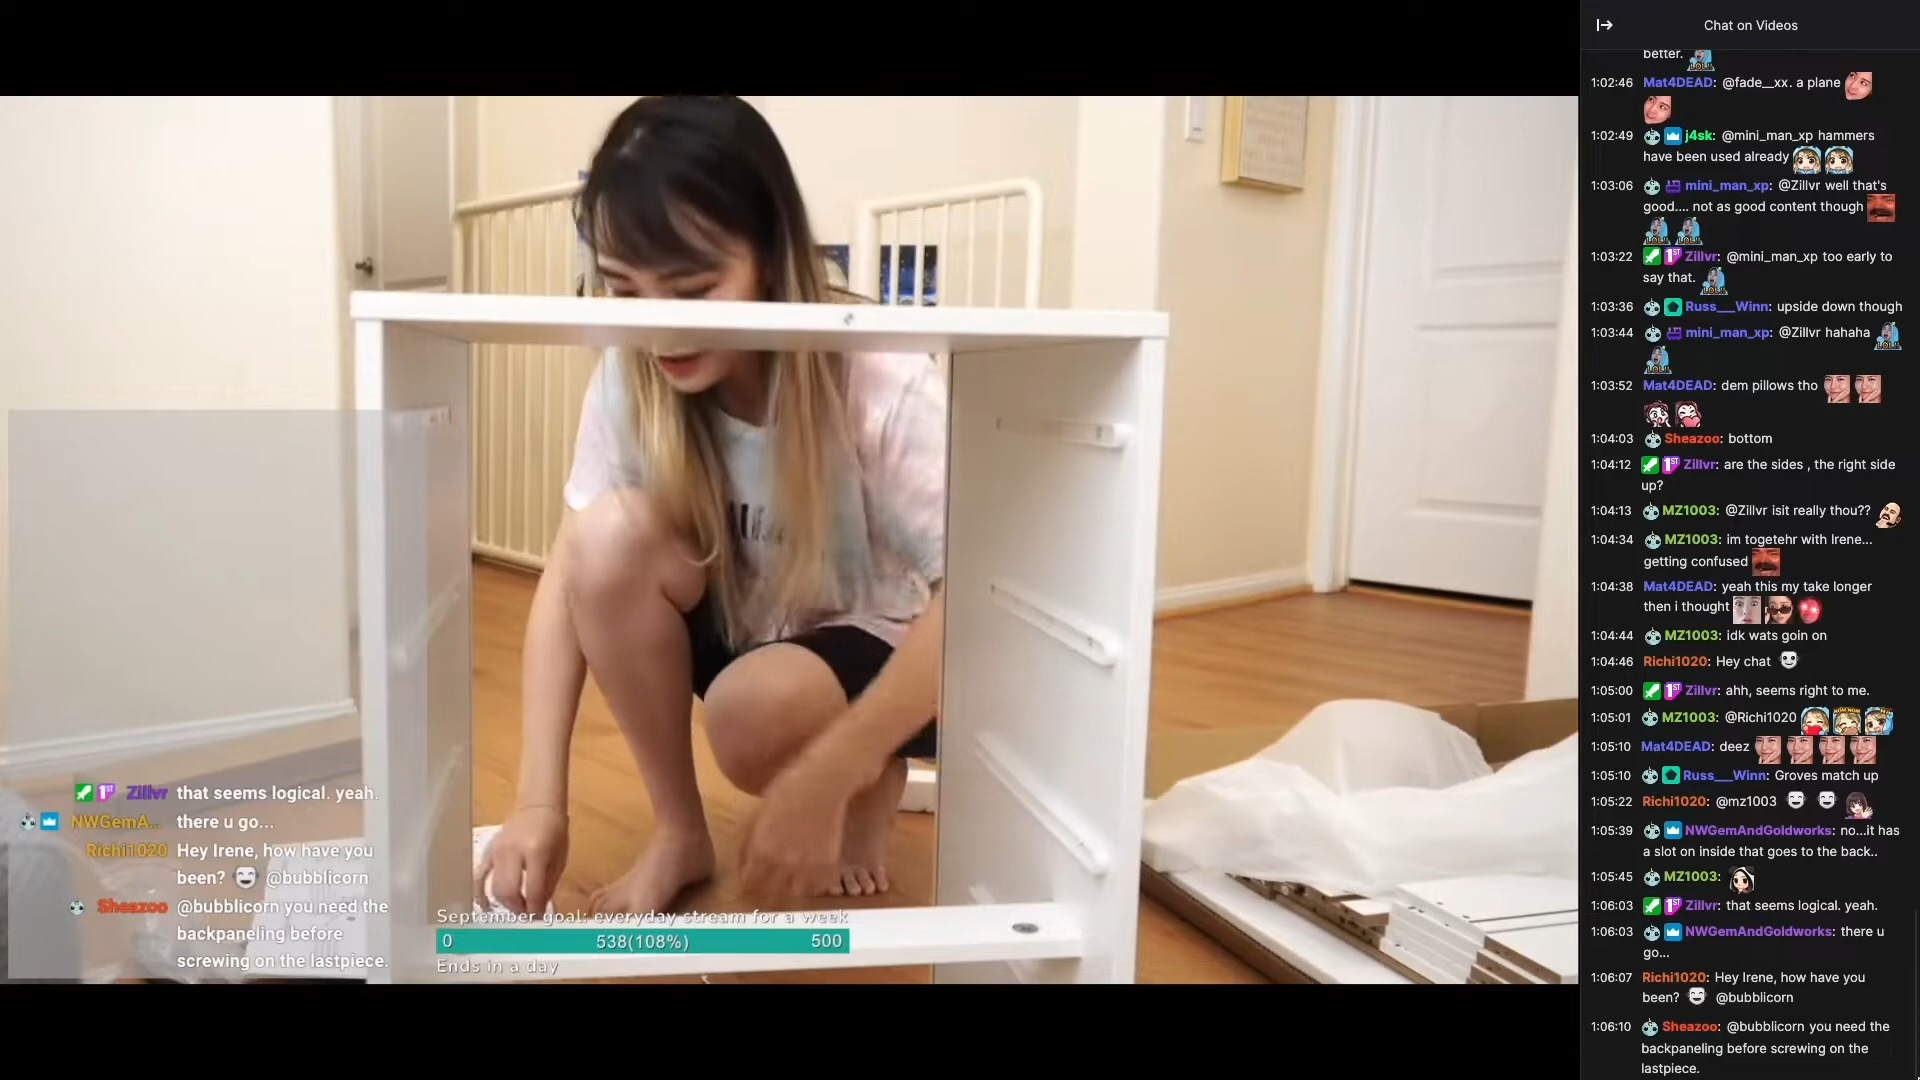 Zillvr that seems logical. yeah.
NWGemA... there u go...
Richi1020 Hey Irene, how have you
been? @bubblicorn
Sheazoo @bubblicorn you need the
backpaneling before
screwing on the lastpiece.
September goal: everyday stream for a week
0 538(108%) 500
Ends in a day
Chat on Videos
better.
1:02:46 Mat4DEAD: @fade__xx. a plane
1:02:49 j4sk: @mini_man_xp hammers
have been used already
1:03:06 mini_man_xp: @Zillvr well that's
good.... not as good content though
1:03:22 Zillvr: @mini_man_xp too early to
say that.
1:03:36 Russ___Winn: upside down though
1:03:44 mini_man_xp: @Zillvr hahaha
1:03:52 Mat4DEAD: dem pillows tho
1:04:03 Sheazoo: bottom
1:04:12 Zillvr: are the sides , the right side
up?
1:04:13 MZ1003: @Zillvr isit really thou??
1:04:34 MZ1003: im togetehr with Irene...
getting confused
1:04:38 Mat4DEAD: yeah this my take longer
then i thought
1:04:44 MZ1003: idk wats goin on
1:04:46 Richi1020: Hey chat
1:05:00 Zillvr: ahh, seems right to me.
1:05:01 MZ1003: @Richi1020
1:05:10 Mat4DEAD: deez
1:05:10 Russ___Winn: Groves match up
1:05:22 Richi1020: @mz1003
1:05:39 NWGemAndGoldworks: no...it has
a slot on inside that goes to the back..
1:05:45 MZ1003:
1:06:03 Zillvr: that seems logical. yeah.
1:06:03 NWGemAndGoldworks: there u
go...
1:06:07 Richi1020: Hey Irene, how have you
been? @bubblicorn
1:06:10 Sheazoo: @bubblicorn you need the
backpaneling before screwing on the
lastpiece.